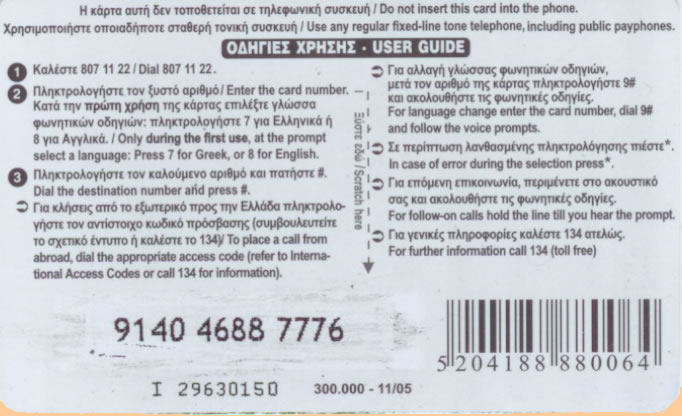 Η κάρτα αυτή δεν τοποθετείται σε τηλεφωνική συσκευή / Do not insert this card into the phone.
Χρησιμοποιήστε οποιαδήποτε σταθερή τονική συσκευή / Use any regular fixed-line tone telephone, including public payphones.
ΟΔΗΓΙΕΣ ΧΡΗΣΗΣ - USER GUIDE
1 Καλέστε 807 11 22 / Dial 807 11 22.
2 Πληκτρολογήστε τον ξυστό αριθμό / Enter the card number.
Κατά την πρώτη χρήση της κάρτας επιλέξτε γλώσσα
φωνητικών οδηγιών: πληκτρολογήστε 7 για Ελληνικά ή
8 για Αγγλικά. / Only during the first use, at the prompt
select a language: Press 7 for Greek, or 8 for English.
3 Πληκτρολογήστε τον καλούμενο αριθμό και πατήστε #.
Dial the destination number and press #.
Για κλήσεις από το εξωτερικό προς την Ελλάδα πληκτρολο-
γήστε τον αντίστοιχο κωδικό πρόσβασης (συμβουλευτείτε
το σχετικό έντυπο ή καλέστε το 134)/ To place a call from
abroad, dial the appropriate access code (refer to Interna-
tional Access Codes or call 134 for information).
Ξύστε εδώ / Scratch here
Για αλλαγή γλώσσας φωνητικών οδηγιών,
μετά τον αριθμό της κάρτας πληκτρολογήστε 9#
και ακολουθήστε τις φωνητικές οδηγίες.
For language change enter the card number, dial 9#
and follow the voice prompts.
Σε περίπτωση λανθασμένης πληκτρολόγησης πιέστε*.
In case of error during the selection press*.
Για επόμενη επικοινωνία, περιμένετε στο ακουστικό
σας και ακολουθήστε τις φωνητικές οδηγίες.
For follow-on calls hold the line till you hear the prompt.
Για γενικές πληροφορίες καλέστε 134 ατελώς.
For further information call 134 (toll free)
9140 4688 7776
5 204188 880064
I 29630150
300.000 - 11/05